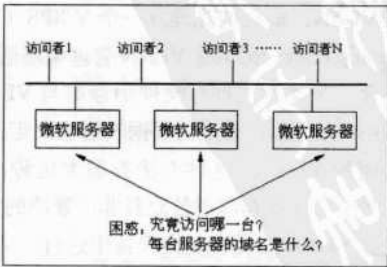 访问者1 访问者2 访问者3 …… 访问者N
微软服务器 微软服务器 微软服务器
困惑：究竟访问哪一台？
每台服务器的域名是什么？